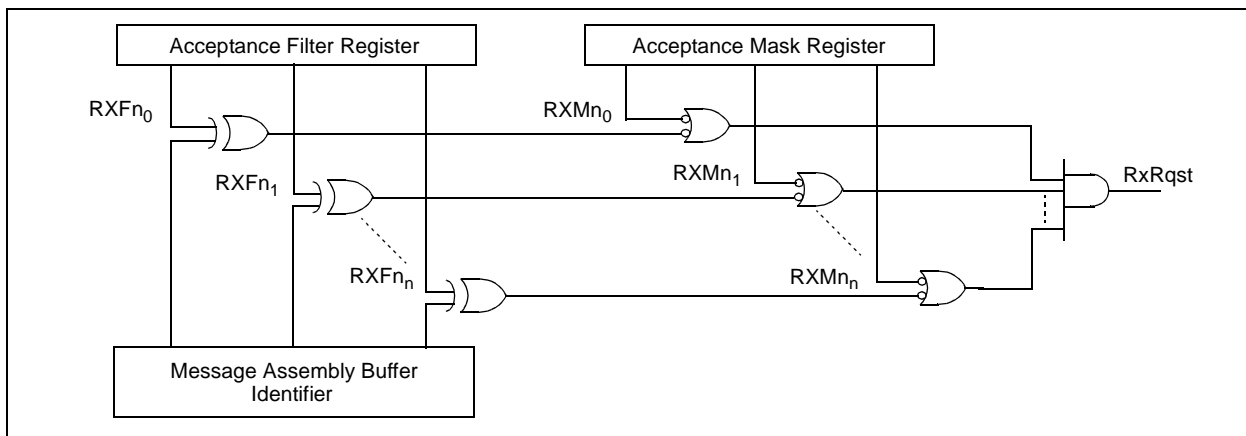 Acceptance Filter Register
Acceptance Mask Register
RXFn0
RXMn0
RXFn1
RXMn1
RxRqst
RXFnn
RXMnn
Message Assembly Buffer
Identifier